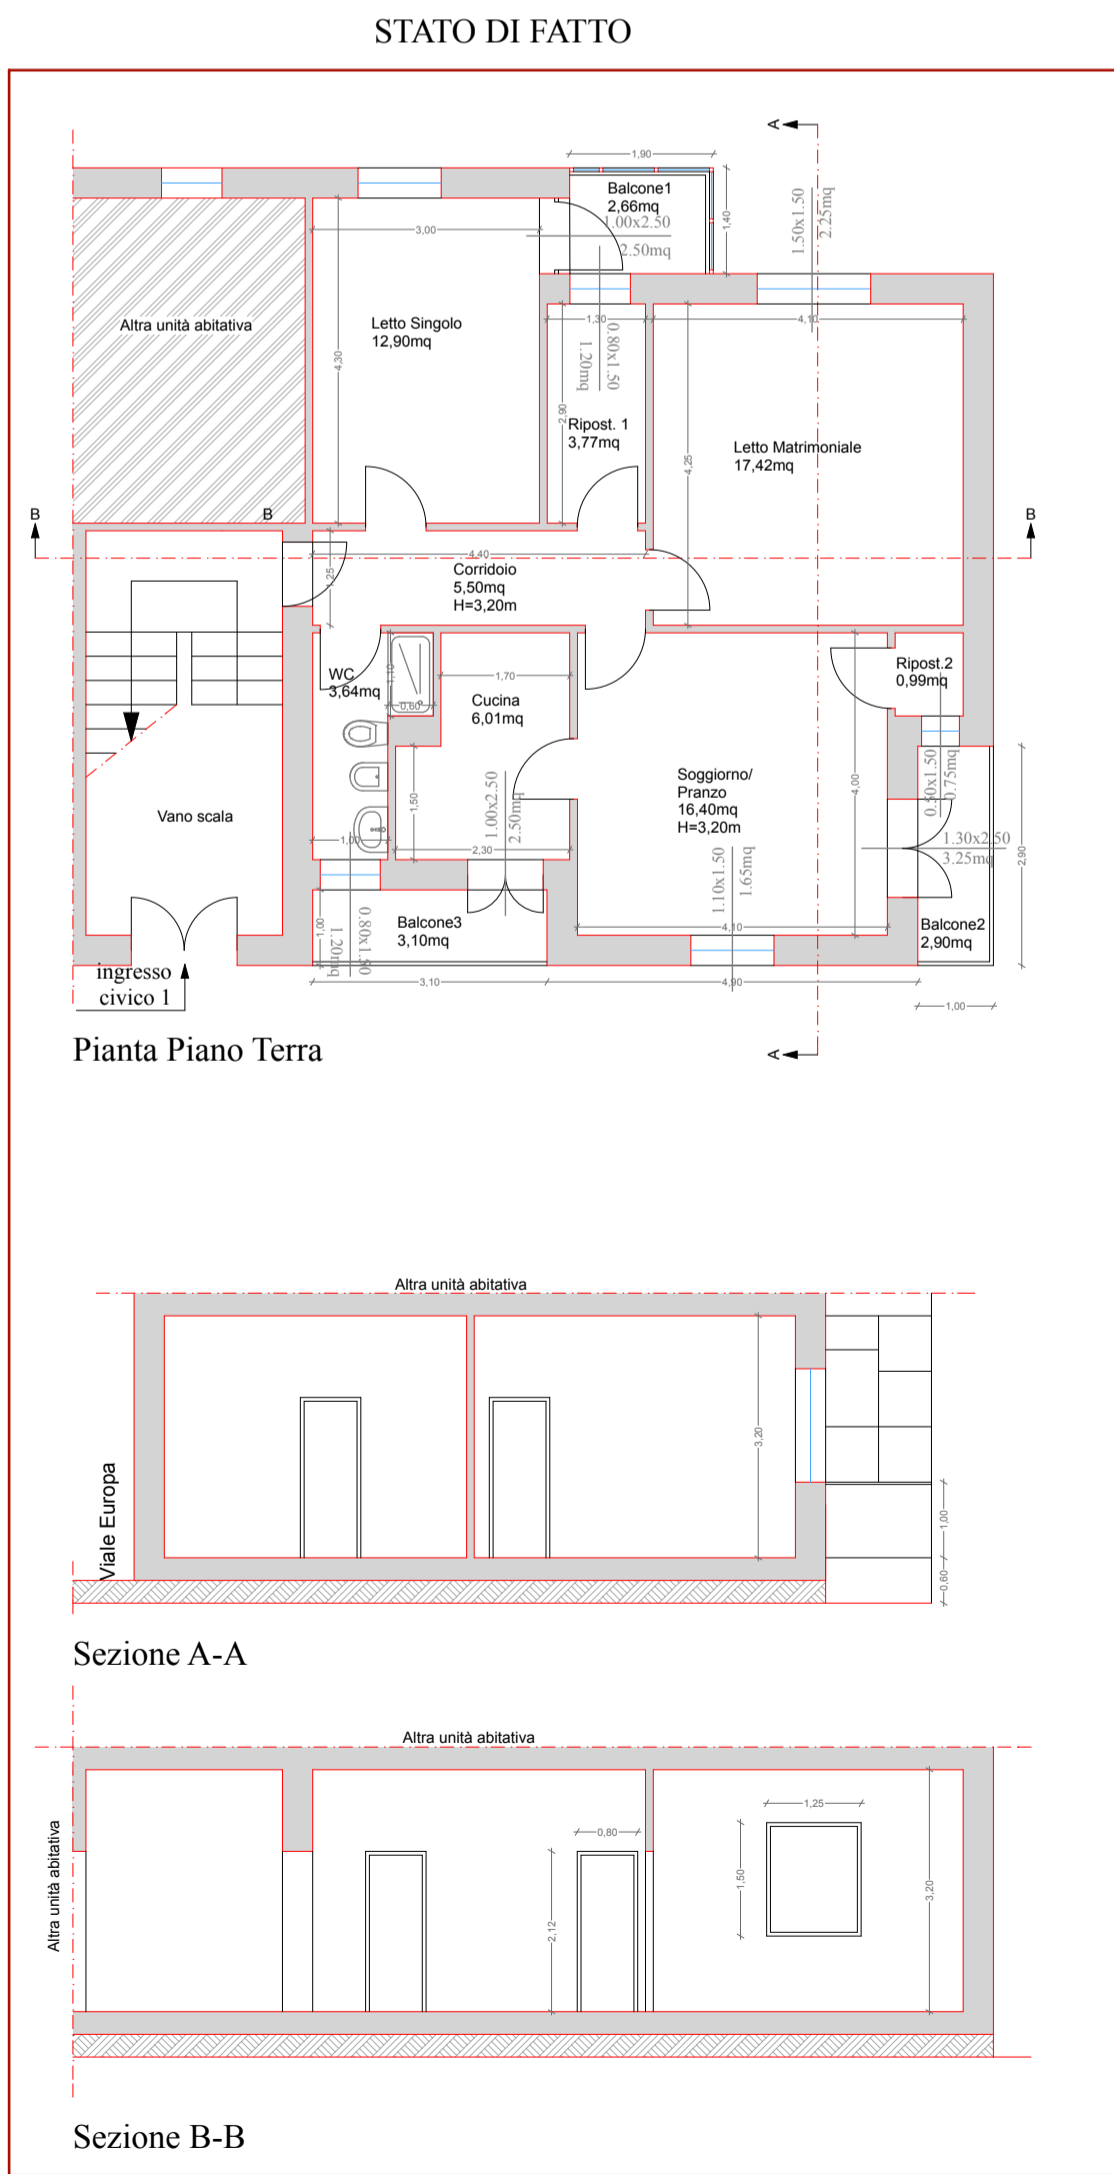 STATO DI FATTO
A
1,90
Balcone1
2,66mq
1.00x2.50
2.50mq
1,40
1.50x1.50
2.25mq
3,00
Altra unità abitativa
Letto Singolo
12,90mq
4,30
1,30
0.80x1.50
1.20mq
2,90
Ripost. 1
3,77mq
4,10
4,25
Letto Matrimoniale
17,42mq
B
B
B
4,40
1,25
Corridoio
5,50mq
H=3,20m
WC
3,64mq
1,10
0,60
1,70
Cucina
6,01mq
Ripost.2
0,99mq
Vano scala
1,50
1.00x2.50
2.50mq
Soggiorno/
Pranzo
16,40mq
H=3,20m
4,00
0.50x1.50
0.75mq
1,00
2,30
1.10x1.50
1.65mq
1.30x2.50
3.25mq
2,90
1,00
Balcone3
3,10mq
0.80x1.50
1.20mq
4,10
Balcone2
2,90mq
ingresso
civico 1
3,10
4,90
1,00
Pianta Piano Terra
A
Altra unità abitativa
Viale Europa
3,20
1,00
0,60
Sezione A-A
Altra unità abitativa
Altra unità abitativa
0,80
2,12
1,25
1,50
3,20
Sezione B-B